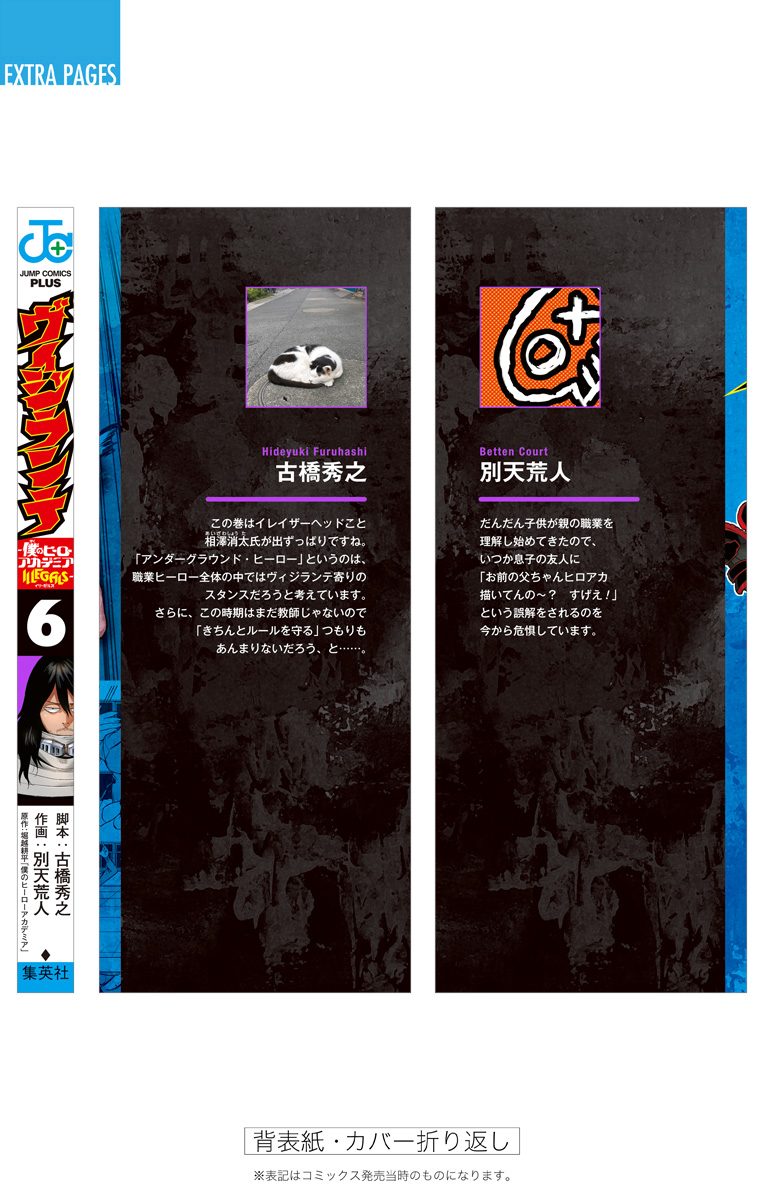 EXTRA PAGES
JUMP COMICS
PLUS
ヴィジランテ
-僕のヒーロー
アカデミア
ILLEGALS-
イリーガルズ
6
脚本：古橋秀之
作画：別天荒人
原作：堀越耕平「僕のヒーローアカデミア」
集英社
Hideyuki Furuhashi
古橋秀之
この巻はイレイザーヘッドこと
あいざわしょうた
相澤消太氏が出ずっぱりですね。
「アンダーグラウンド・ヒーロー」というのは、
職業ヒーロー全体の中ではヴィジランテ寄りの
スタンスだろうと考えています。
さらに、この時期はまだ教師じゃないので
「きちんとルールを守る」つもりも
あんまりないだろう、と……。
Betten Court
別天荒人
だんだん子供が親の職業を
理解し始めてきたので、
いつか息子の友人に
「お前の父ちゃんヒロアカ
描いてんの〜？　すげえ！」
という誤解をされるのを
今から危惧しています。
背表紙・カバー折り返し
※表記はコミックス発売当時のものになります。